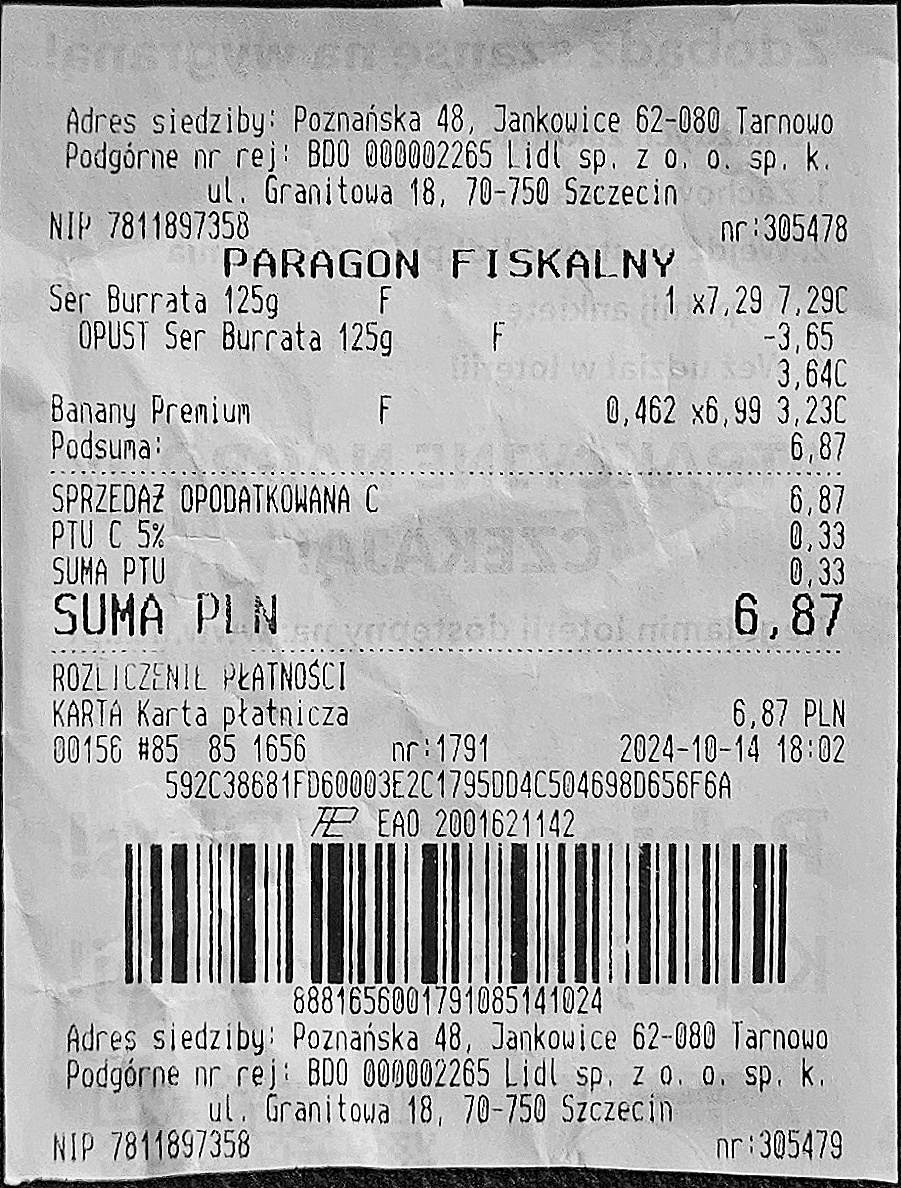 Adres siedziby: Poznańska 48, Jankowice 62-080 Tarnowo
Podgórne nr rej: BDO 000002265 Lidl sp. z o. o. sp. k.
ul. Granitowa 18, 70-750 Szczecin
NIP 7811897358 nr:305478
PARAGON FISKALNY
Ser Burrata 125g F 1 x7,29 7,29C
OPUST Ser Burrata 125g F -3,65
3,64C
Banany Premium F 0,462 x6,99 3,23C
Podsuma: 6,87
SPRZEDAŻ OPODATKOWANA C 6,87
PTU C 5% 0,33
SUMA PTU 0,33
SUMA PLN 6,87
ROZLICZENIE PŁATNOŚCI
KARTA Karta płatnicza 6,87 PLN
00156 #85 85 1656 nr:1791 2024-10-14 18:02
592C38681FD60003E2C1795DD4C504698D656F6A
EAO 2001621142
8881656001791085141024
Adres siedziby: Poznańska 48, Jankowice 62-080 Tarnowo
Podgórne nr rej: BDO 000002265 Lidl sp. z o. o. sp. k.
ul. Granitowa 18, 70-750 Szczecin
NIP 7811897358 nr:305479